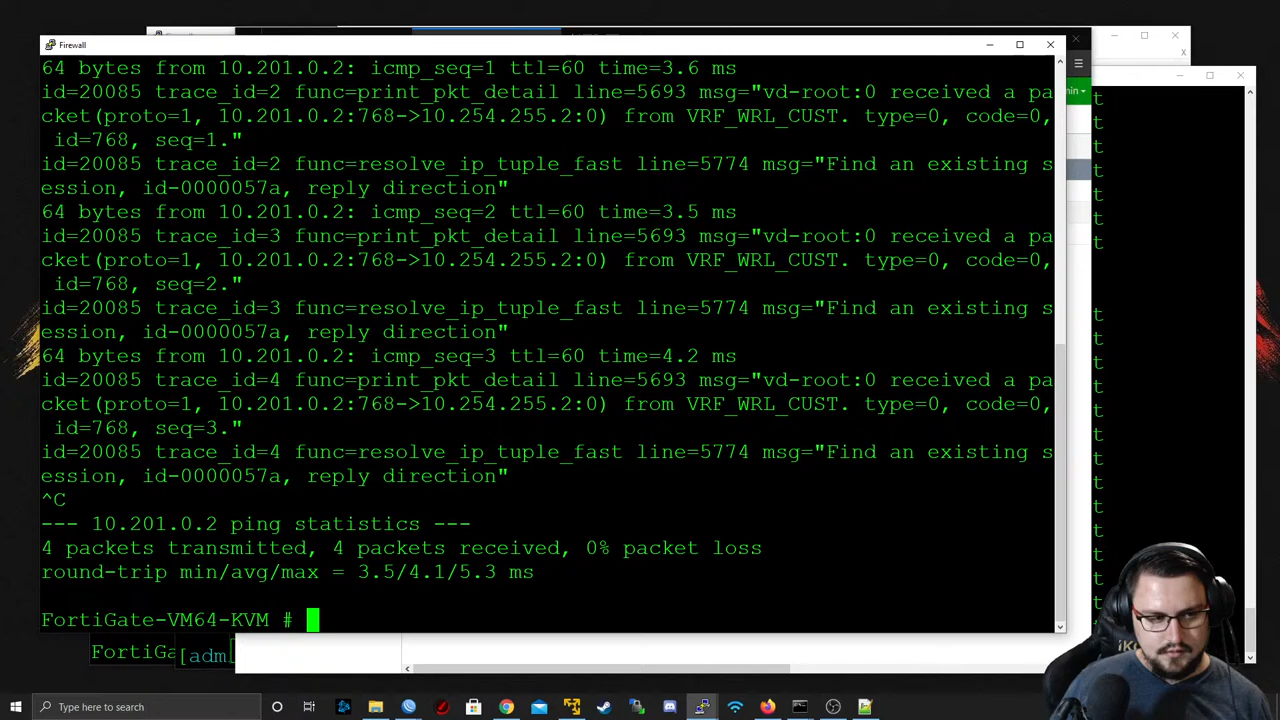 Firewall
64 bytes from 10.201.0.2: icmp_seq=1 ttl=60 time=3.6 ms
id=20085 trace_id=2 func=print_pkt_detail line=5693 msg="vd-root:0 received a pa
cket(proto=1, 10.201.0.2:768->10.254.255.2:0) from VRF_WRL_CUST. type=0, code=0,
 id=768, seq=1."
id=20085 trace_id=2 func=resolve_ip_tuple_fast line=5774 msg="Find an existing s
ession, id-0000057a, reply direction"
64 bytes from 10.201.0.2: icmp_seq=2 ttl=60 time=3.5 ms
id=20085 trace_id=3 func=print_pkt_detail line=5693 msg="vd-root:0 received a pa
cket(proto=1, 10.201.0.2:768->10.254.255.2:0) from VRF_WRL_CUST. type=0, code=0,
 id=768, seq=2."
id=20085 trace_id=3 func=resolve_ip_tuple_fast line=5774 msg="Find an existing s
ession, id-0000057a, reply direction"
64 bytes from 10.201.0.2: icmp_seq=3 ttl=60 time=4.2 ms
id=20085 trace_id=4 func=print_pkt_detail line=5693 msg="vd-root:0 received a pa
cket(proto=1, 10.201.0.2:768->10.254.255.2:0) from VRF_WRL_CUST. type=0, code=0,
 id=768, seq=3."
id=20085 trace_id=4 func=resolve_ip_tuple_fast line=5774 msg="Find an existing s
ession, id-0000057a, reply direction"
^C
--- 10.201.0.2 ping statistics ---
4 packets transmitted, 4 packets received, 0% packet loss
round-trip min/avg/max = 3.5/4.1/5.3 ms
FortiGate-VM64-KVM #
FortiGa
[adm
Type here to search